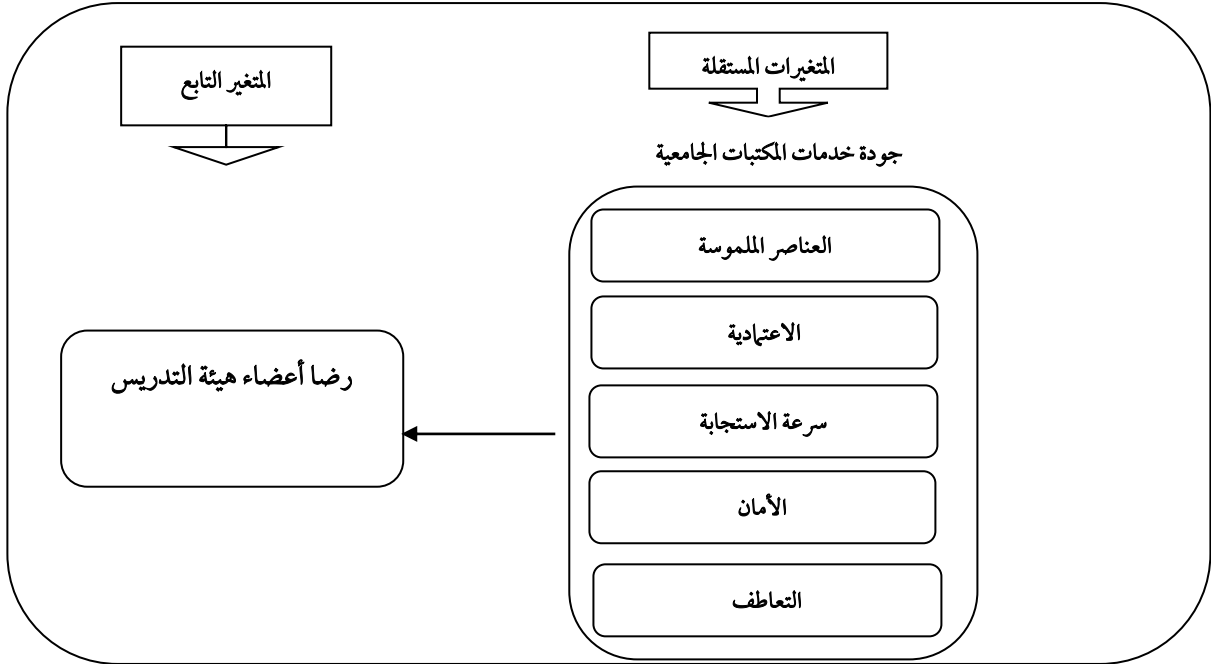 المتغيرات المستقلة
المتغير التابع
جودة خدمات المكتبات الجامعية
العناصر الملموسة
الاعتمادية
سرعة الاستجابة
الأمان
التعاطف
رضا أعضاء هيئة التدريس